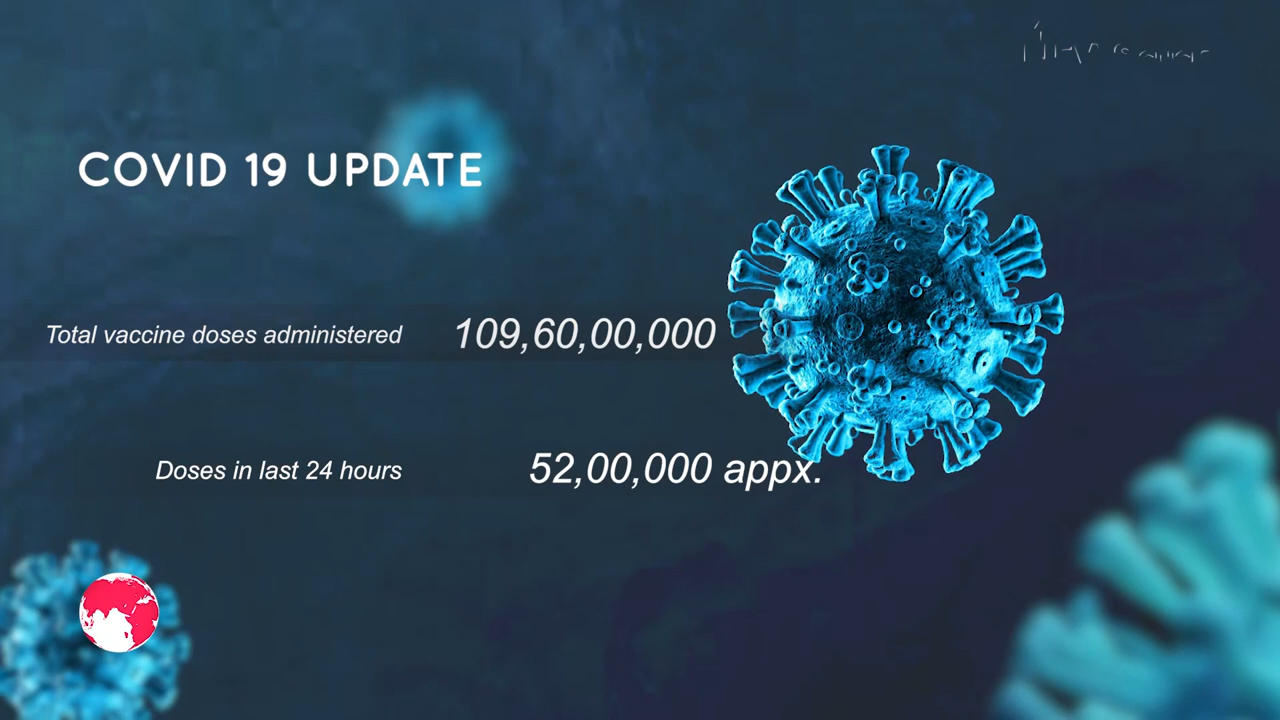 COVID 19 UPDATE
Total vaccine doses administered 109,60,00,000
Doses in last 24 hours 52,00,000 appx.